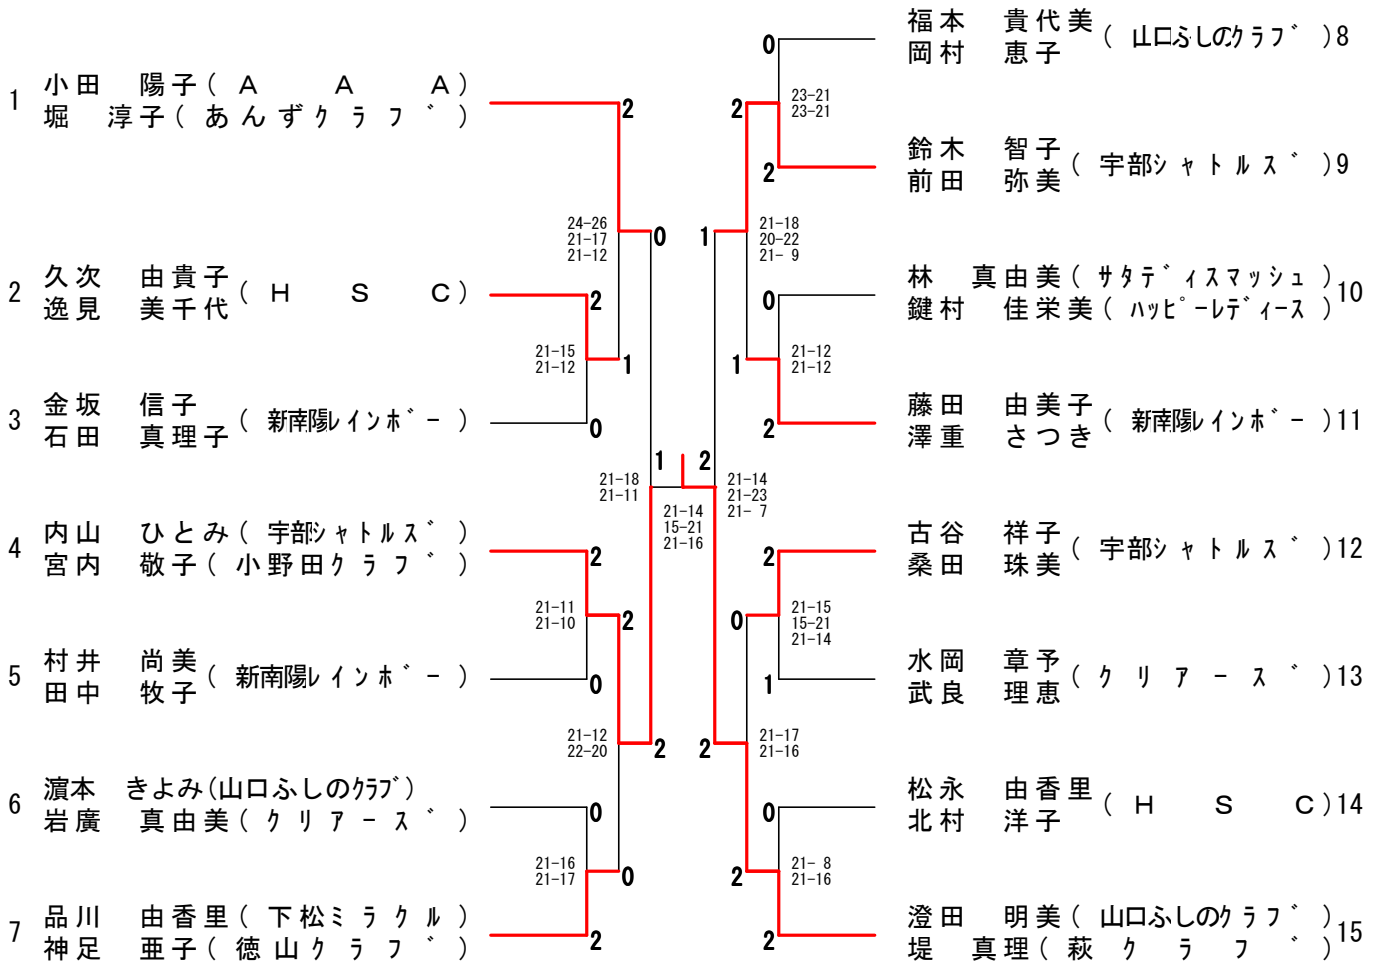 1
小田 陽子(A A A)
堀 淳子(あんずクラブ)
2
久次 由貴子
逸見 美千代
(H S C)
3
金坂 信子
石田 真理子
(新南陽レインボー)
4
内山 ひとみ(宇部シャトルズ)
宮内 敬子(小野田クラブ)
5
村井 尚美
田中 牧子
(新南陽レインボー)
6
濵本 きよみ(山口ふしのクラブ)
岩廣 真由美(クリアーズ)
7
品川 由香里(下松ミラクル)
神足 亜子(徳山クラブ)
2
24-26
21-17
21-12
0
2
21-15
21-12
1
0
21-18
21-11
1
2
21-11
21-10
2
0
21-12
22-20
2
0
21-16
21-17
0
2
21-14
15-21
21-16
0
23-21
23-21
2
2
1
21-18
20-22
21- 9
0
21-12
21-12
1
2
2
21-14
21-23
21- 7
2
21-15
15-21
21-14
0
1
2
21-17
21-16
0
21- 8
21-16
2
2
福本 貴代美
岡村 恵子
(山口ふしのクラブ)
8
鈴木 智子
前田 弥美
(宇部シャトルズ)
9
林 真由美(サタディスマッシュ)
鍵村 佳栄美(ハッピーレディース)
10
藤田 由美子
澤重 さつき
(新南陽レインボー)
11
古谷 祥子
桑田 珠美
(宇部シャトルズ)
12
水岡 章予
武良 理恵
(クリアーズ)
13
松永 由香里
北村 洋子
(H S C)
14
澄田 明美(山口ふしのクラブ)
堤 真理(萩クラブ)
15